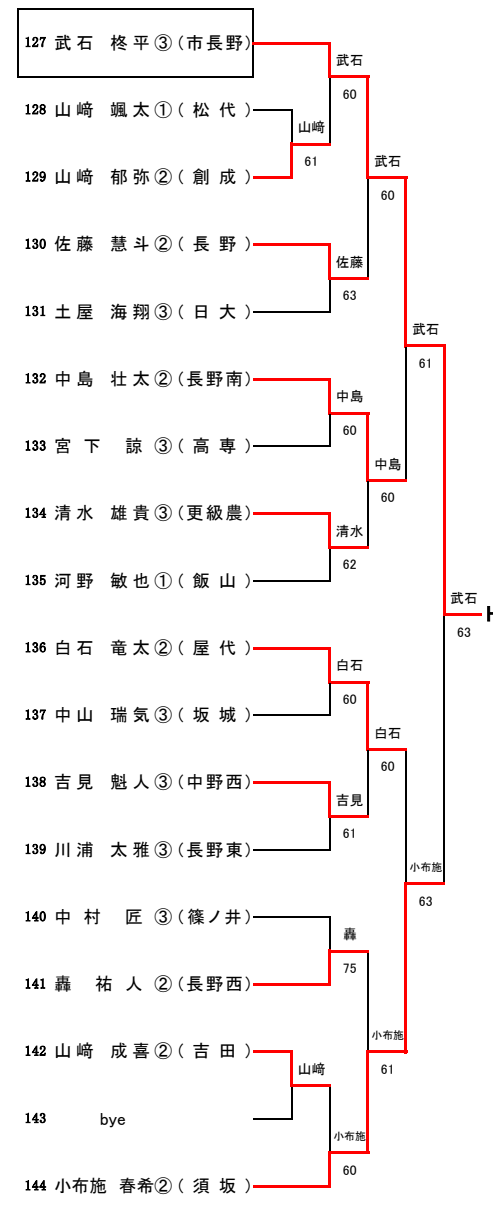 127 武石 柊平③(市長野)
武石
60
128 山﨑 颯太①(松代)
山﨑
61
129 山﨑 郁弥②(創成)
武石
60
130 佐藤 慧斗②(長野)
佐藤
63
131 土屋 海翔③(日大)
武石
61
132 中島 壮太②(長野南)
中島
60
133 宮下 諒③(高専)
中島
60
134 清水 雄貴③(更級農)
清水
62
135 河野 敏也①(飯山)
武石
63
ト
136 白石 竜太②(屋代)
白石
60
137 中山 瑞気③(坂城)
白石
60
138 吉見 魁人③(中野西)
吉見
61
139 川浦 太雅③(長野東)
小布施
63
140 中村 匠③(篠ノ井)
轟
75
141 轟 祐人②(長野西)
小布施
61
142 山﨑 成喜②(吉田)
山﨑
143 bye
小布施
60
144 小布施 春希②(須坂)